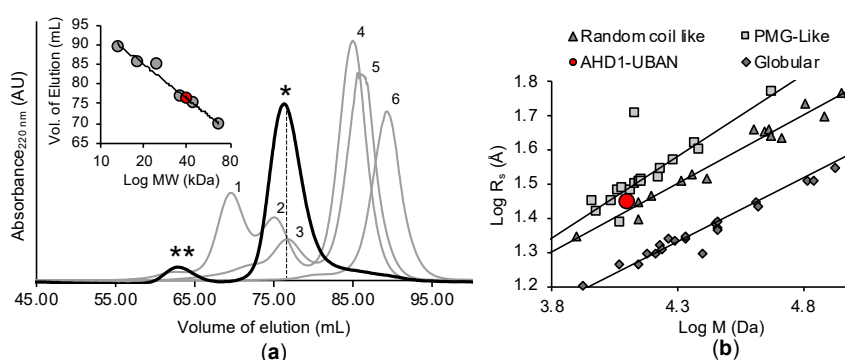 Absorbance220 nm (AU)
Vol. of Elution (mL)
95
90
85
80
75
70
65
10 20 40 80
Log MW (kDa)
*
**
1
2
3
4
5
6
45.00 55.00 65.00 75.00 85.00 95.00
Volume of elution (mL)
(a)
Random coil like PMG-Like
AHD1-UBAN Globular
Log Rs (Å)
1.8
1.7
1.6
1.5
1.4
1.3
1.2
3.8 4.3 4.8
Log M (Da)
(b)